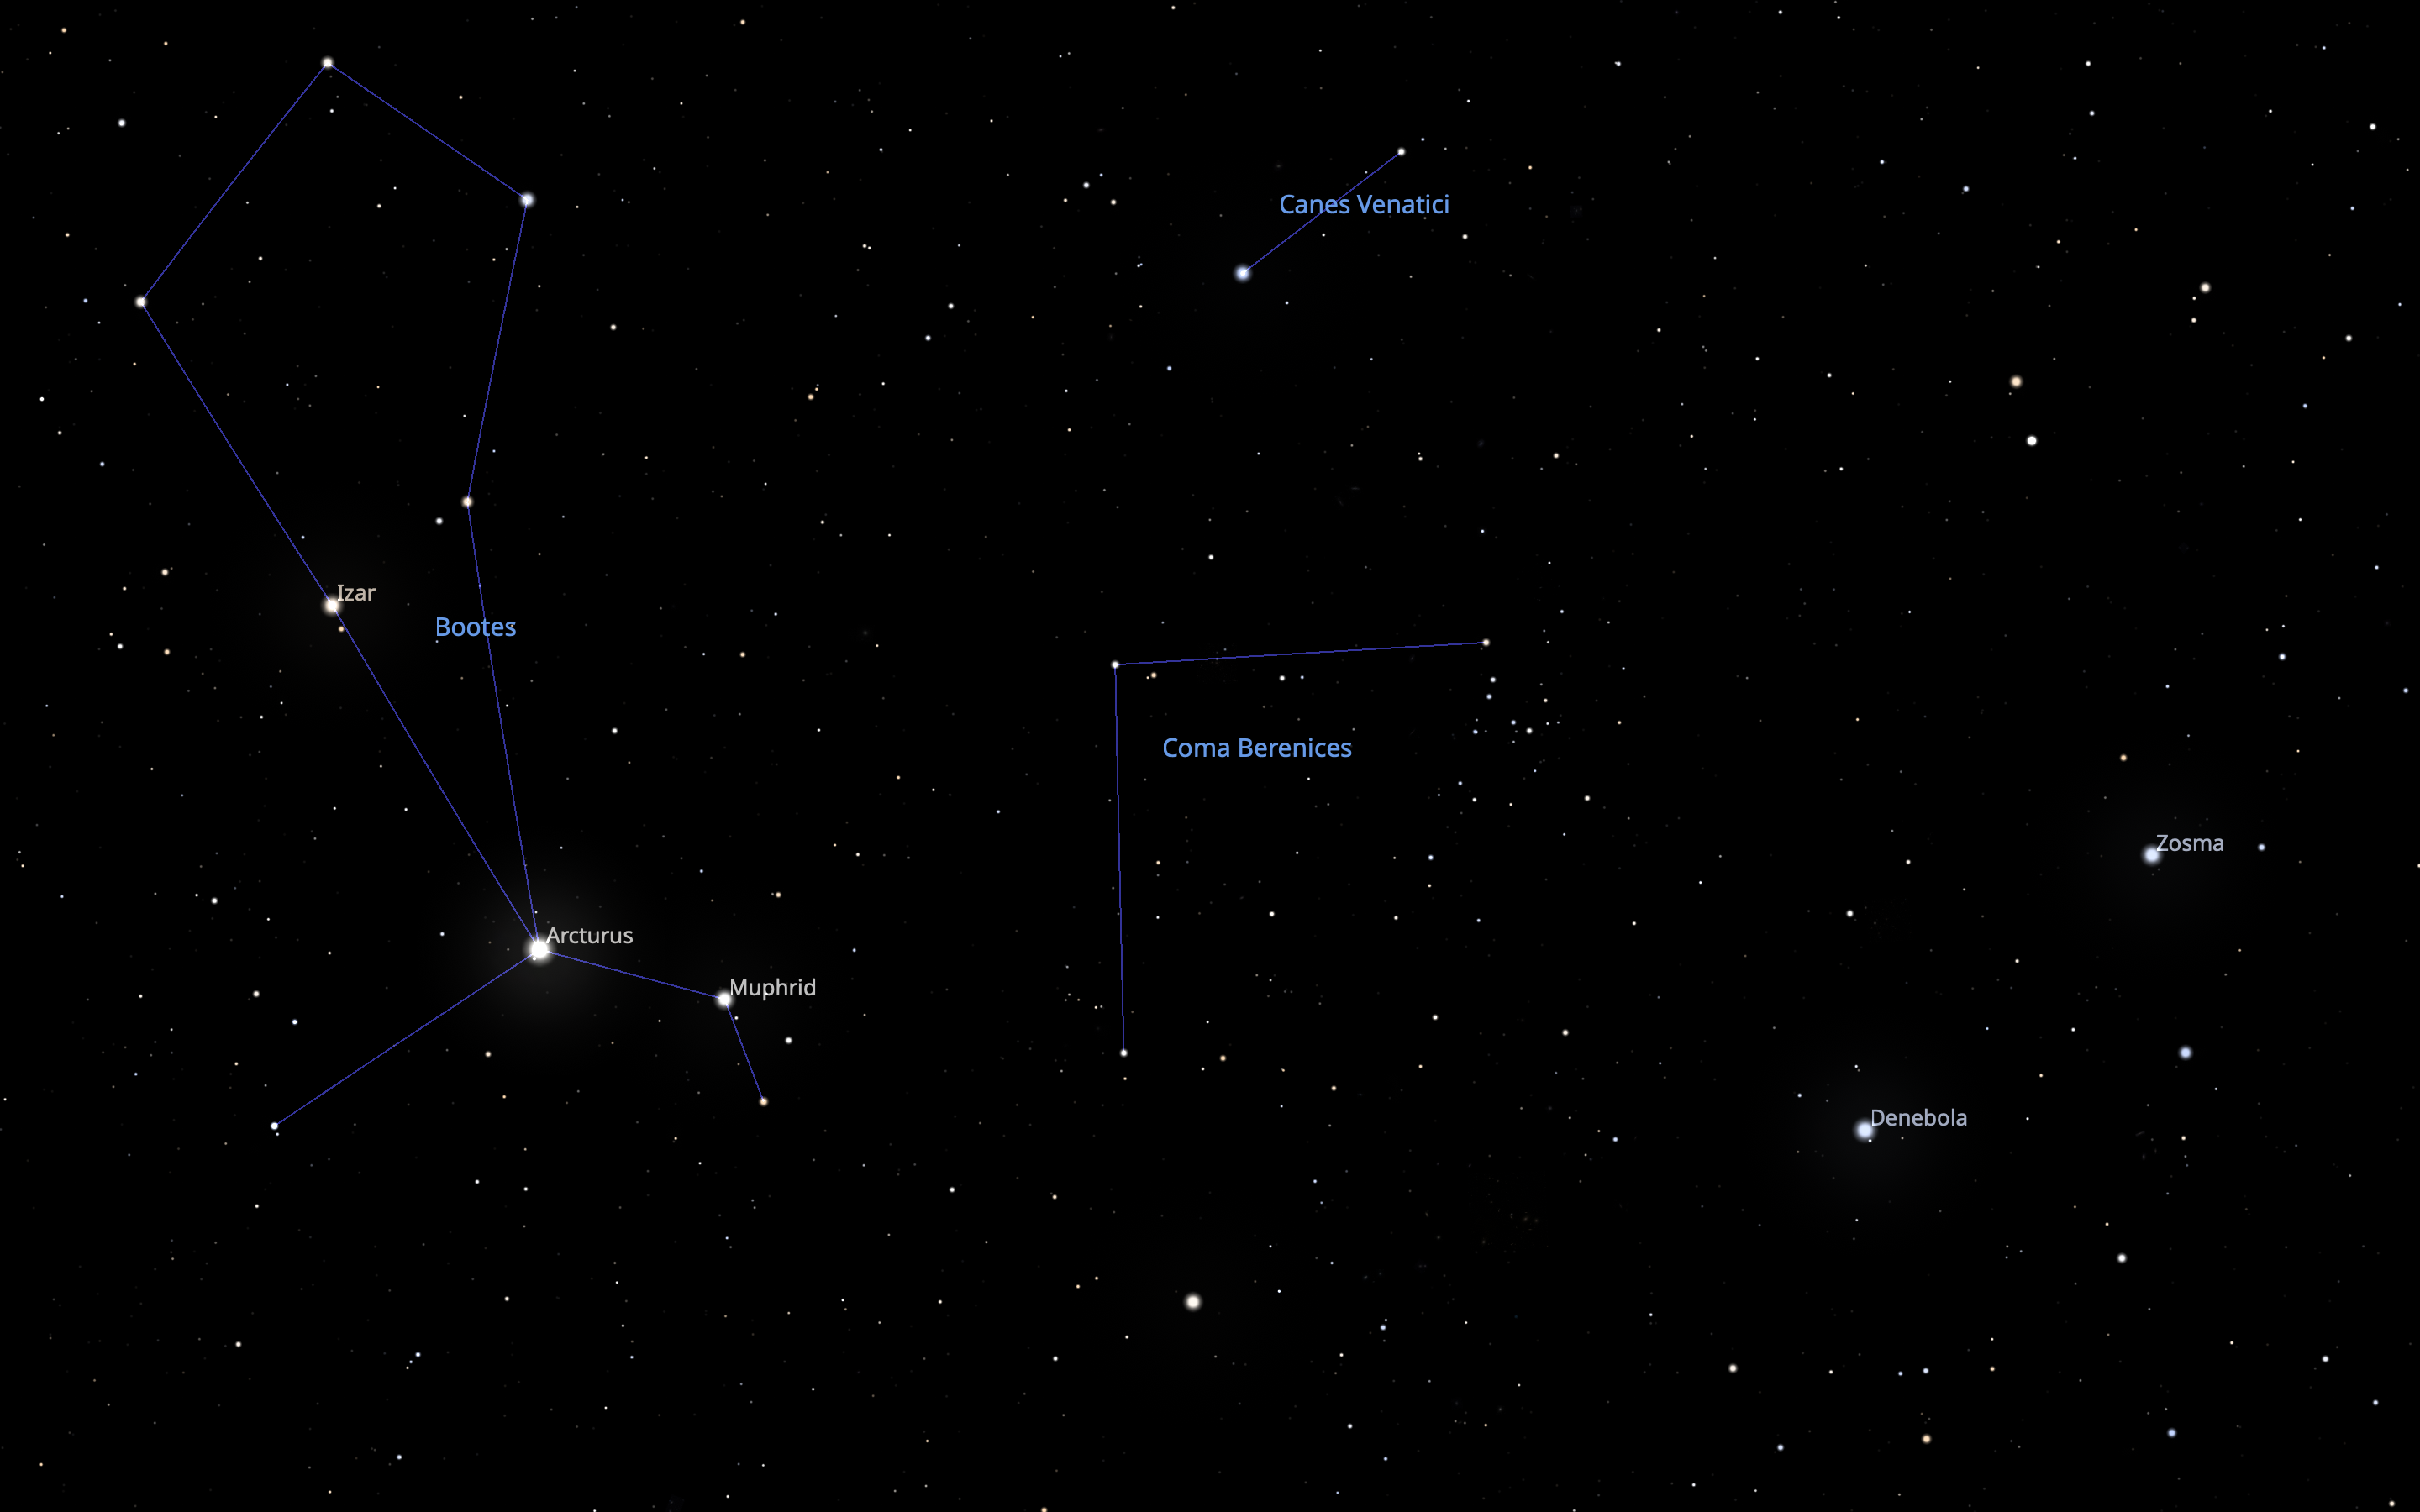 Canes Venatici
Izar
Bootes
Coma Berenices
Zosma
Arcturus
Muphrid
Denebola